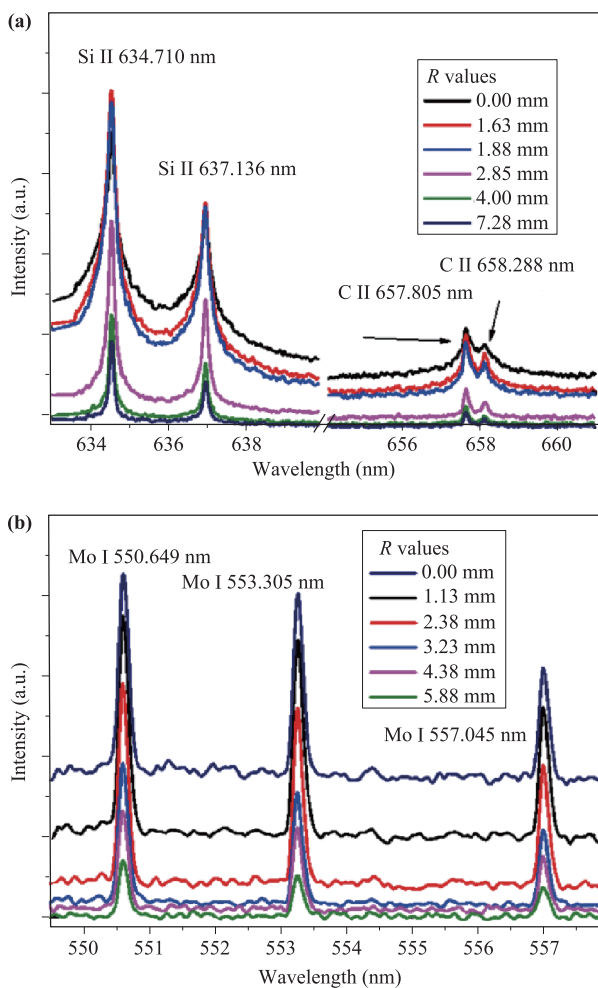 (a)
Si II 634.710 nm
Si II 637.136 nm
R values
0.00 mm
1.63 mm
1.88 mm
2.85 mm
4.00 mm
7.28 mm
C II 658.288 nm
C II 657.805 nm
Intensity (a.u.)
634 636 638 656 658 660
Wavelength (nm)
(b)
Mo I 550.649 nm
Mo I 553.305 nm
R values
0.00 mm
1.13 mm
2.38 mm
3.23 mm
4.38 mm
5.88 mm
Mo I 557.045 nm
Intensity (a.u.)
550 551 552 553 554 555 556 557
Wavelength (nm)